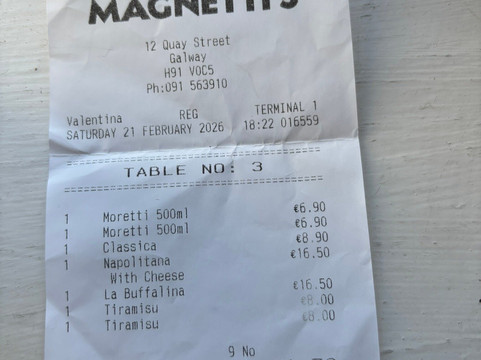 12 Quay Street
Galway
H91 V0C5
Ph:091 563910
Valentina REG TERMINAL 1
SATURDAY 21 FEBRUARY 2026 18:22 016559
TABLE NO: 3
1 Moretti 500ml €6.90
1 Moretti 500ml €6.90
1 Classica €8.90
1 Napolitana €16.50
With Cheese
1 La Buffalina €16.50
1 Tiramisu €8.00
1 Tiramisu €8.00
9 No